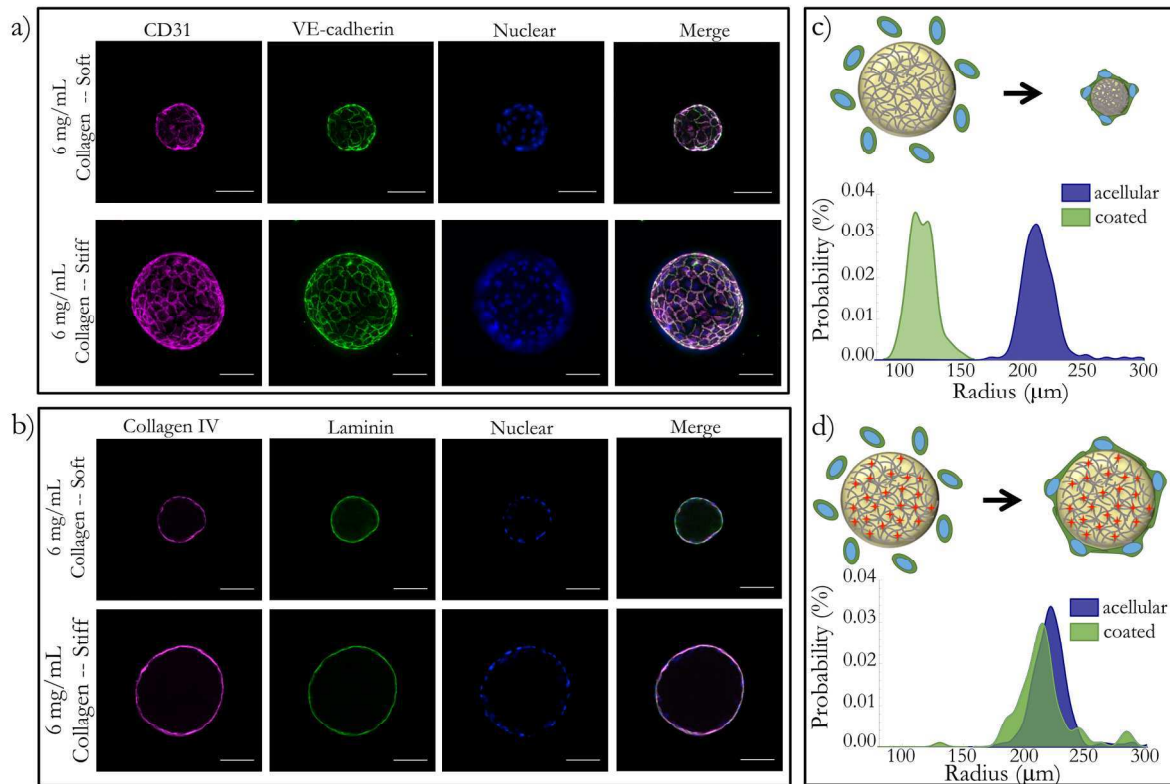 a)
CD31 VE-cadherin Nuclear Merge
6 mg/mL
Collagen -- Soft
6 mg/mL
Collagen -- Stiff
b)
Collagen IV Laminin Nuclear Merge
6 mg/mL
Collagen -- Soft
6 mg/mL
Collagen -- Stiff
c)
0.04
acellular
coated
0.03
0.02
0.01
0.00
Probability (%)
100 150 200 250 300
Radius (μm)
d)
0.04
acellular
coated
0.03
0.02
0.01
0.00
Probability (%)
100 150 200 250 300
Radius (μm)